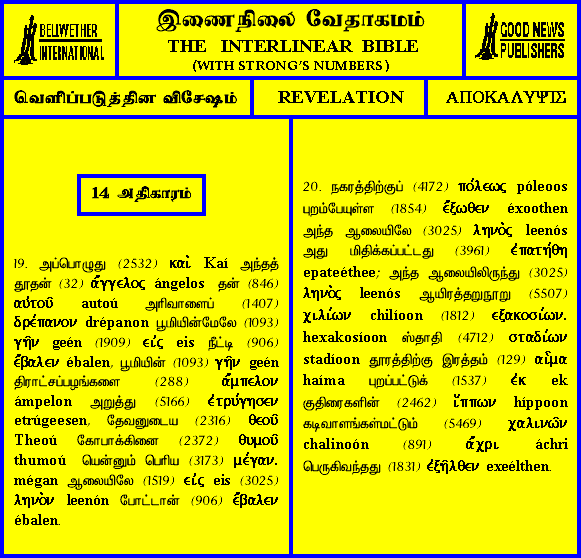 BELLWETHER
INTERNATIONAL
இணைநிலை வேதாகமம்
THE INTERLINEAR BIBLE
(WITH STRONG'S NUMBERS)
GOOD NEWS
PUBLISHERS
வெளிப்படுத்தின விசேஷம்
REVELATION
ΑΠΟΚΑΛΥΨΙΣ
14 அதிகாரம்
19. அப்பொழுது (2532) καὶ Kaí அந்தத்
தூதன் (32) ἄγγελος ángelos தன் (846)
αὐτοῦ autoú அரிவாளைப் (1407)
δρέπανον drépanon பூமியின்மேலே (1093)
γῆν geén (1909) εἰς eis நீட்டி (906)
ἔβαλεν ébalen, பூமியின் (1093) γῆν geén
திராட்சப்பழங்களை (288) ἄμπελον
ámpelon அறுத்து (5166) ἐτρύγησεν
etrúgeesen, தேவனுடைய (2316) θεοῦ
Theoú கோபாக்கினை (2372) θυμοῦ
thumoú யென்னும் பெரிய (3173) μέγαν.
mégan ஆலையிலே (1519) εἰς eis (3025)
ληνὸν leenón போட்டான் (906) ἔβαλεν
ébalen.
20. நகரத்திற்குப் (4172) πόλεως póleoos
புறம்பேயுள்ள (1854) ἔξωθεν éxoothen
அந்த ஆலையிலே (3025) ληνὸς leenós
அது மிதிக்கப்பட்டது (3961) ἐπατήθη
epateéthee; அந்த ஆலையிலிருந்து (3025)
ληνὸς leenós ஆயிரத்தறுநூறு (5507)
χιλίων chilíoon (1812) ἑξακοσίων.
hexakosíoon ஸ்தாதி (4712) σταδίων
stadíoon தூரத்திற்கு இரத்தம் (129) αἷμα
haíma புறப்பட்டுக் (1537) ἐκ ek
குதிரைகளின் (2462) ἵππων híppoon
கடிவாளங்கள்மட்டும் (5469) χαλινῶν
chalinoón (891) ἄχρι áchri
பெருகிவந்தது (1831) ἐξῆλθεν exeélthen.